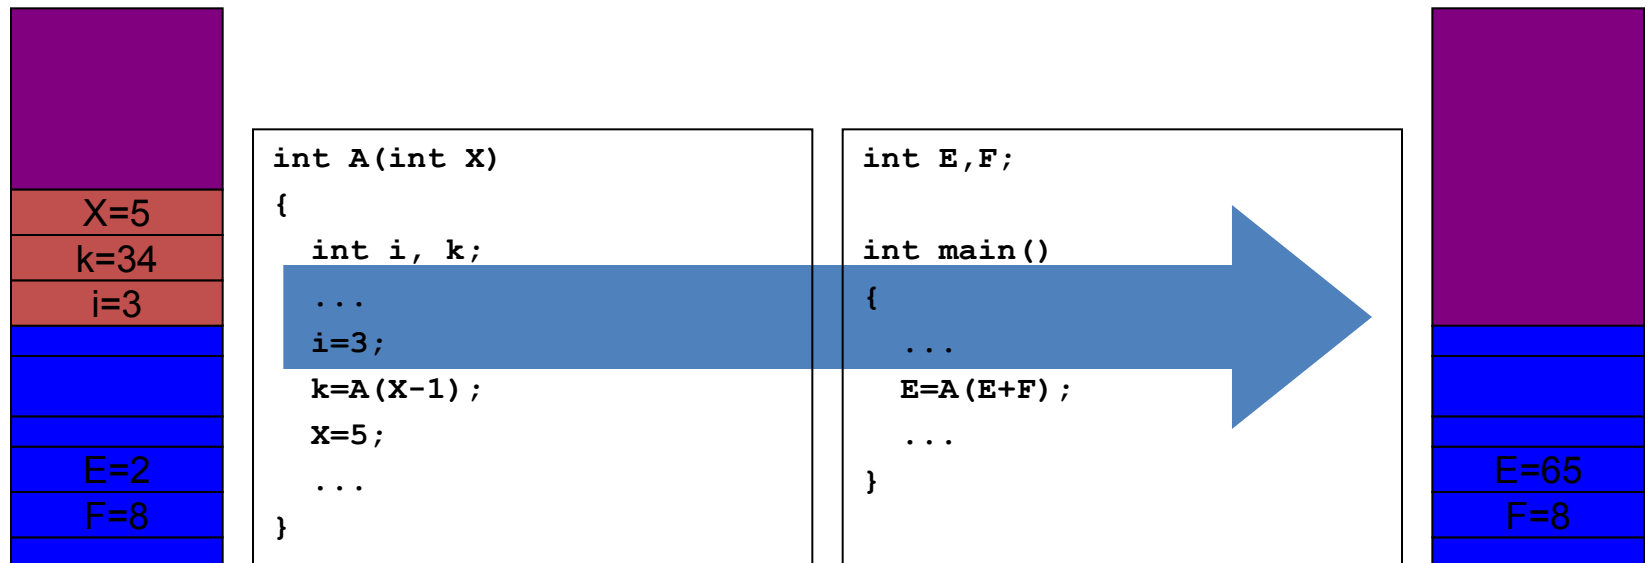 X=5
k=34
i=3
E=2
F=8
int A(int X)
{
int i, k;
...
i=3;
k=A(X-1);
X=5;
...
}
int E,F;
int main()
{
...
E=A(E+F);
...
}
E=65
F=8